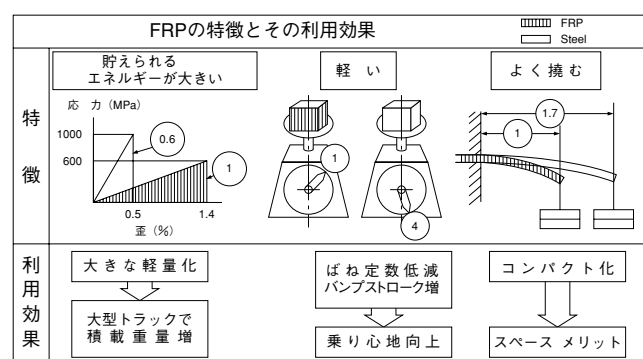 FRPの特徴とその利用効果
FRP
Steel
特徴
貯えられる
エネルギーが大きい
軽い
よく撓む
応力(MPa)
1000
600
0.6
1
0.5
1.4
歪(%)
1
4
1.7
1
利用効果
大きな軽量化
大型トラックで
積載重量増
ばね定数低減
バンプストローク増
乗り心地向上
コンパクト化
スペース メリット